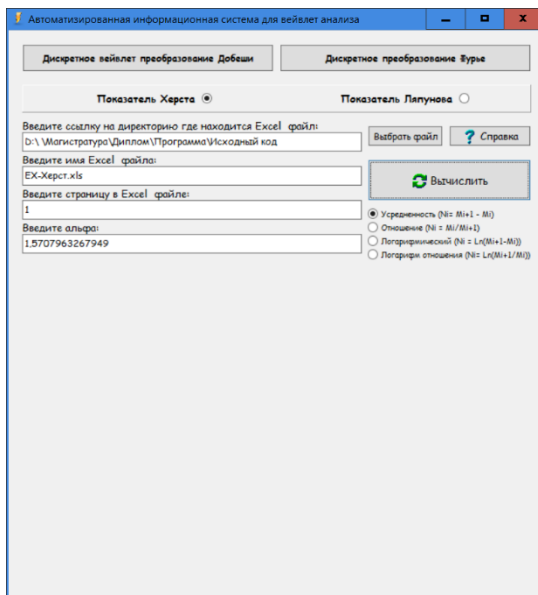 Автоматизированная информационная система для вейвлет анализа
Дискретное вейвлет преобразование Добеши
Дискретное преобразование Фурье
Показатель Херста
Показатель Ляпунова
Введите ссылку на директорию где находится Excel файл:
D:\ \Магистратура\Диплом\Программа\Исходный код
Выбрать файл
? Справка
Введите имя Excel файла:
EX-Херст.xls
Вычислить
Введите страницу в Excel файле:
1
Введите альфа:
1,5707963267949
Усредненность (Ni= Mi+1 - Mi)
Отношение (Ni = Mi/Mi+1)
Логарифмический (Ni = Ln(Mi+1-Mi))
Логарифм отношения (Ni= Ln(Mi+1/Mi))